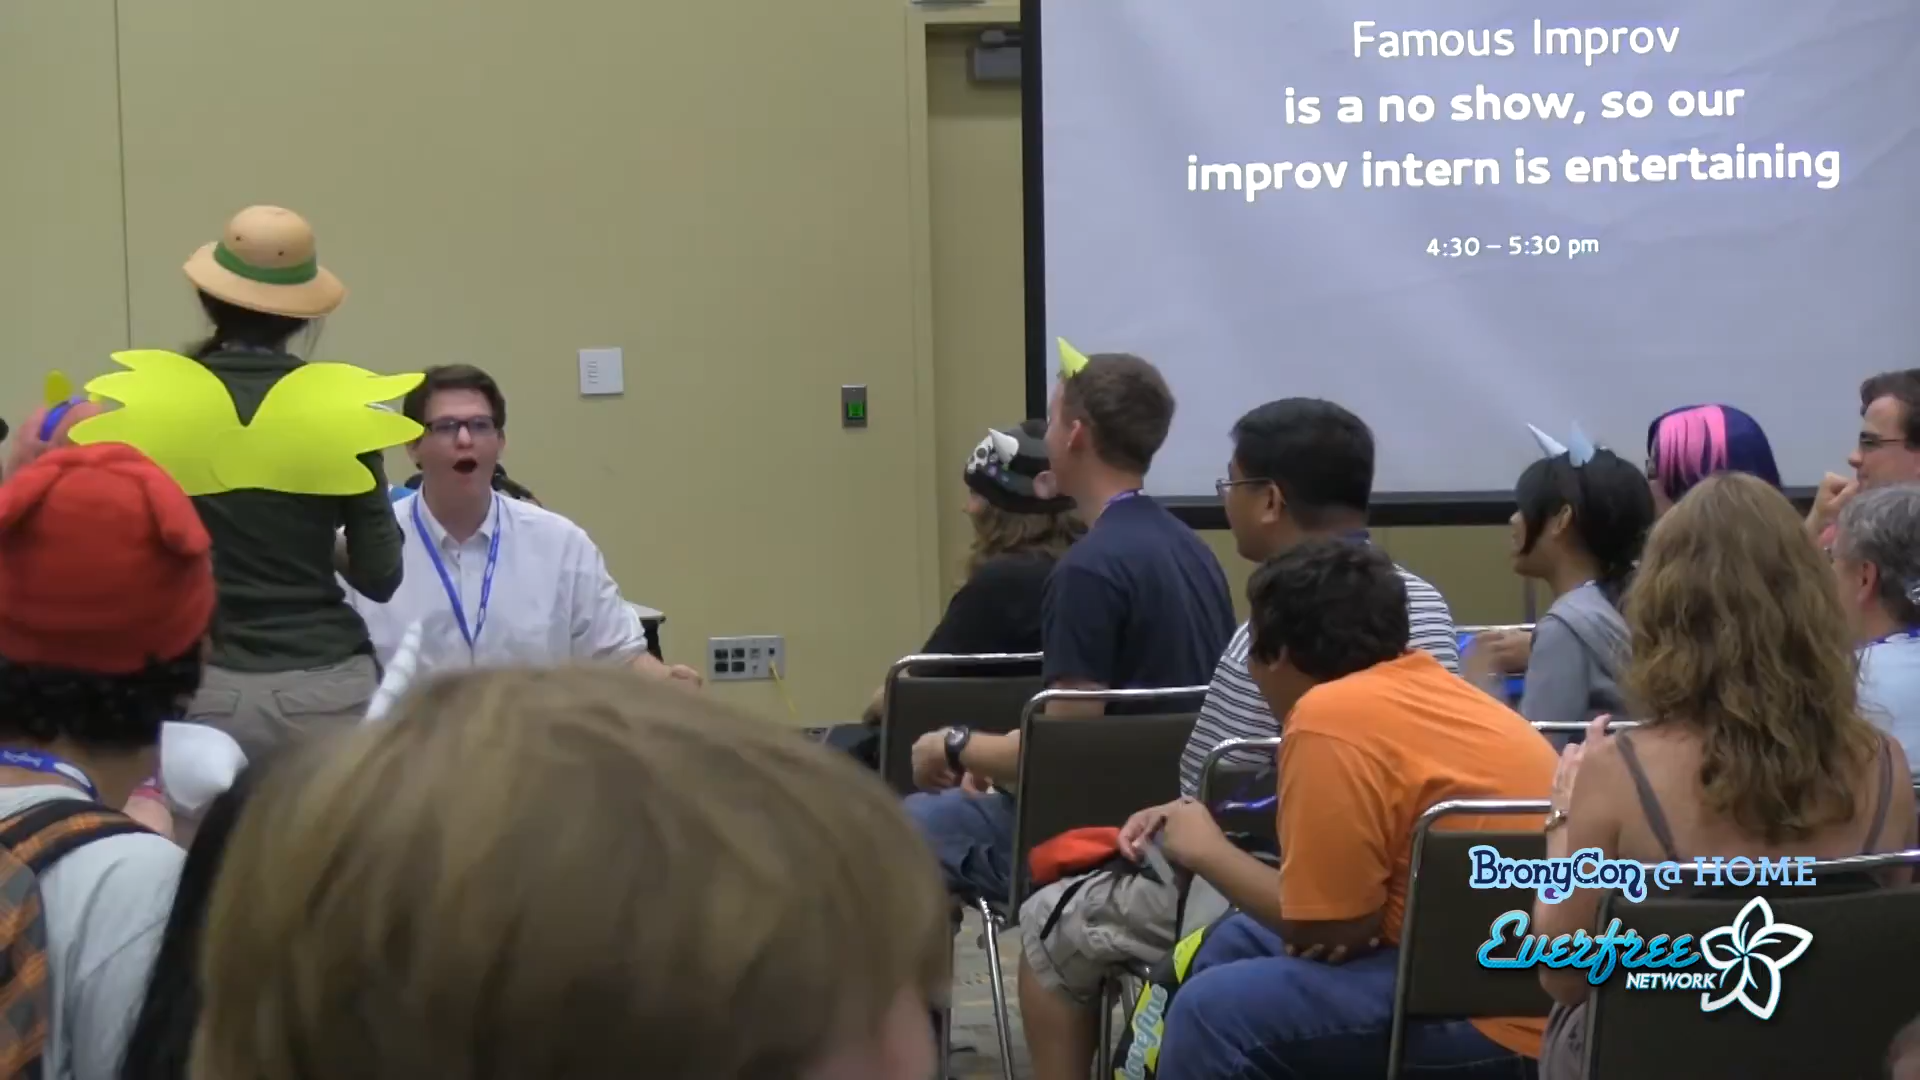 Famous Improv
is a no show, so our
improv intern is entertaining
4:30 – 5:30 pm
BronyCon @ HOME
Everfree
NETWORK
lovefine